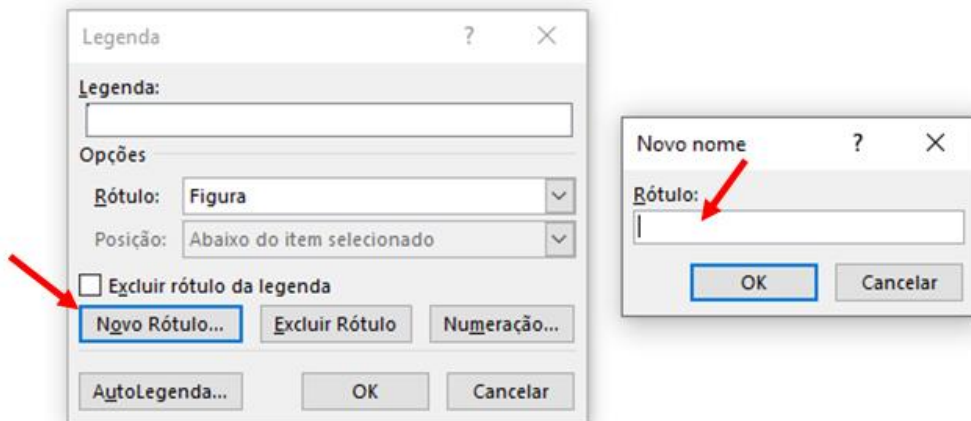 Legenda ? ×
Legenda:
Opções
Rótulo: Figura
Posição: Abaixo do item selecionado
Excluir rótulo da legenda
Novo Rótulo... Excluir Rótulo Numeração...
AutoLegenda... OK Cancelar
Novo nome ? ×
Rótulo:
OK Cancelar